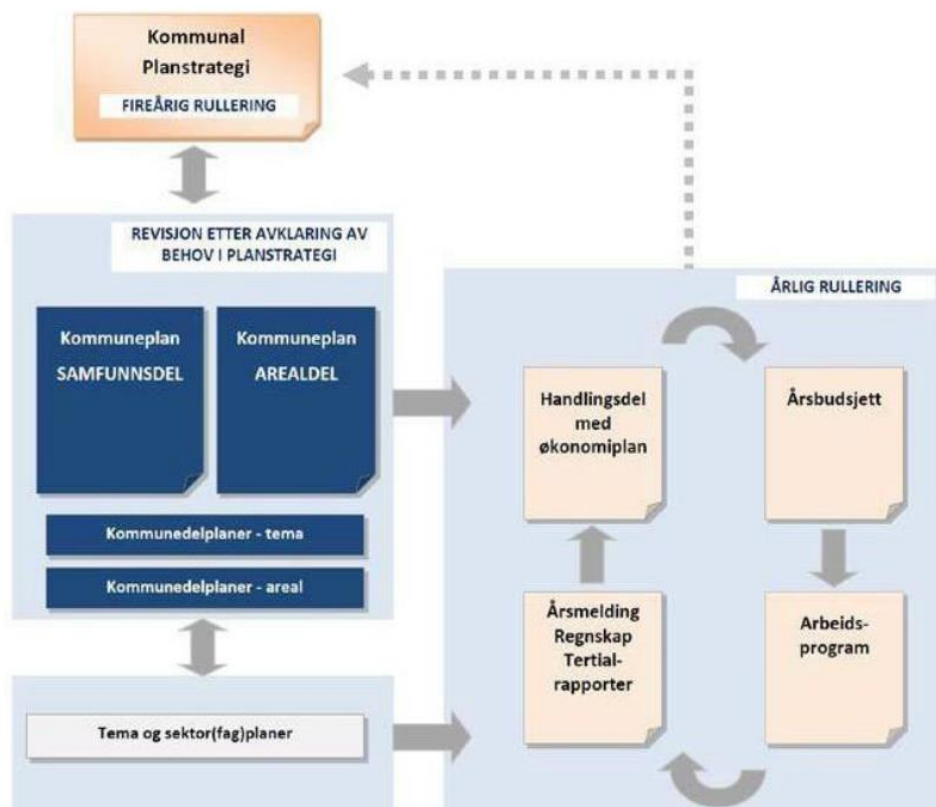 Kommunal
Planstrategi
FIREÅRIG RULLERING
REVISJON ETTER AVKLARING AV
BEHOV I PLANSTRATEGI
Kommuneplan
SAMFUNNSDEL
Kommuneplan
AREALDEL
Kommunedelplaner - tema
Kommunedelplaner - areal
Tema og sektor(fag)planer
ÅRLIG RULLERING
Handlingsdel
med
økonomiplan
Årsbudsjett
Årsmelding
Regnskap
Tertial-
rapporter
Arbeids-
program